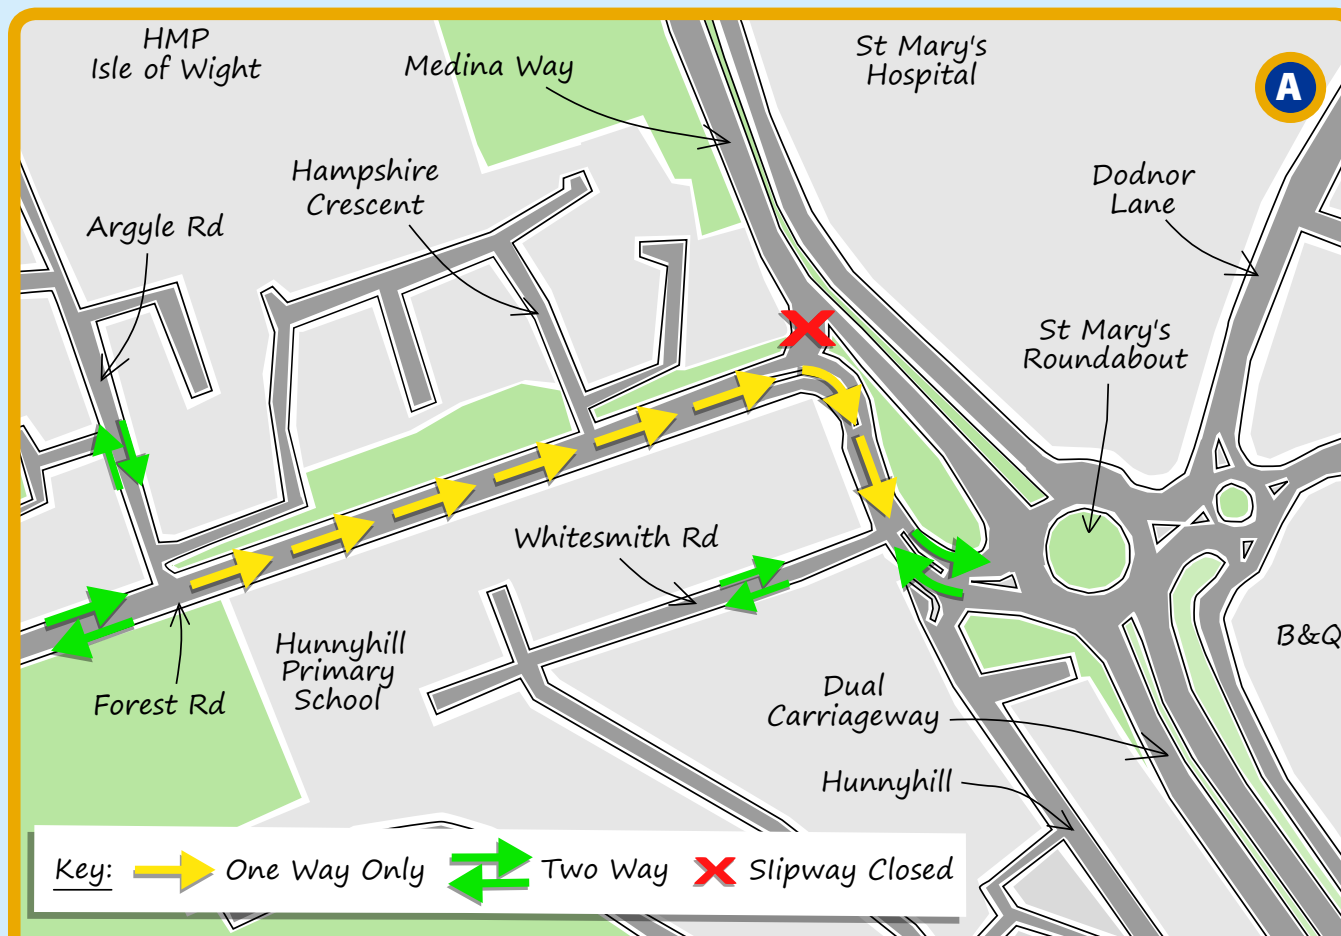 HMP
Isle of Wight
Medina Way
St Mary's
Hospital
A
Hampshire
Crescent
Dodnor
Lane
Argyle Rd
St Mary's
Roundabout
Whitesmith Rd
Hunnyhill
Primary
School
B&Q
Forest Rd
Dual
Carriageway
Hunnyhill
Key:
One Way Only
Two Way
Slipway Closed